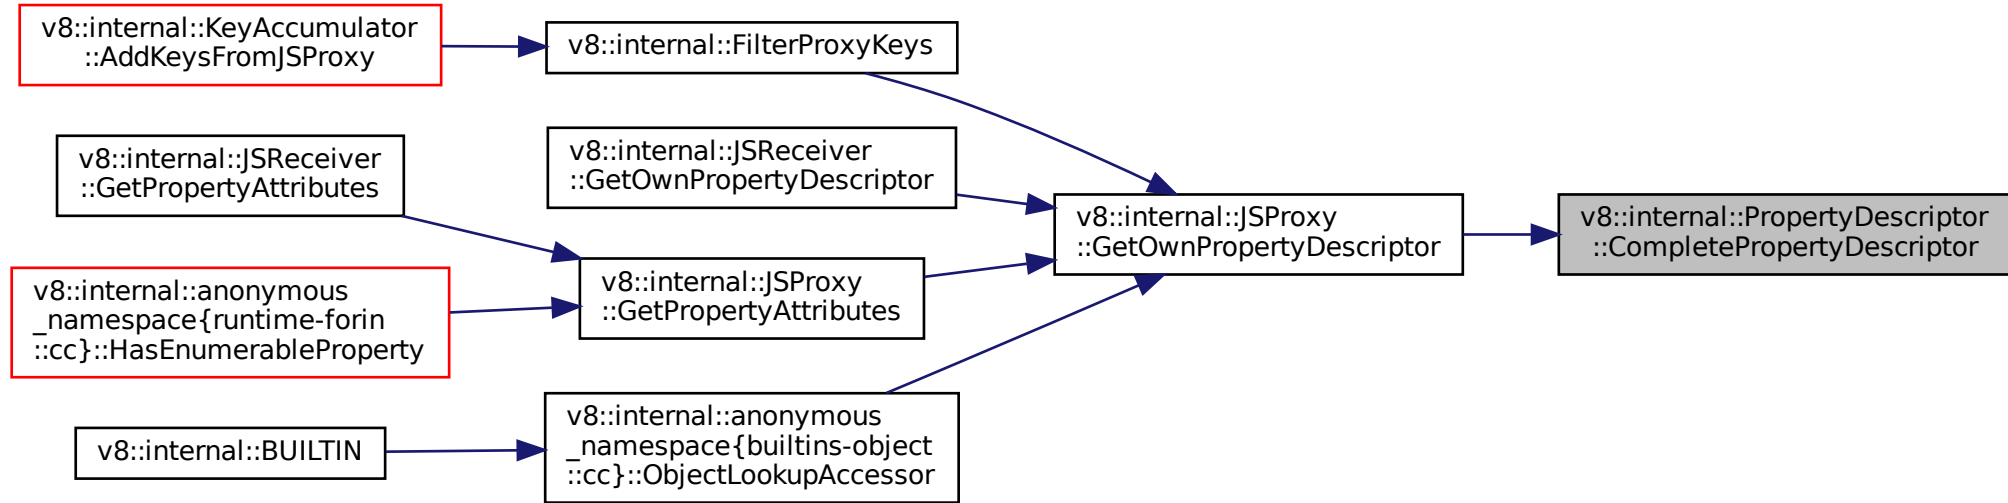 v8::internal::KeyAccumulator
::AddKeysFromJSProxy
v8::internal::FilterProxyKeys
v8::internal::JSReceiver
::GetPropertyAttributes
v8::internal::JSReceiver
::GetOwnPropertyDescriptor
v8::internal::JSProxy
::GetOwnPropertyDescriptor
v8::internal::PropertyDescriptor
::CompletePropertyDescriptor
v8::internal::anonymous
_namespace{runtime-forin
::cc}::HasEnumerableProperty
v8::internal::JSProxy
::GetPropertyAttributes
v8::internal::BUILTIN
v8::internal::anonymous
_namespace{builtins-object
::cc}::ObjectLookupAccessor